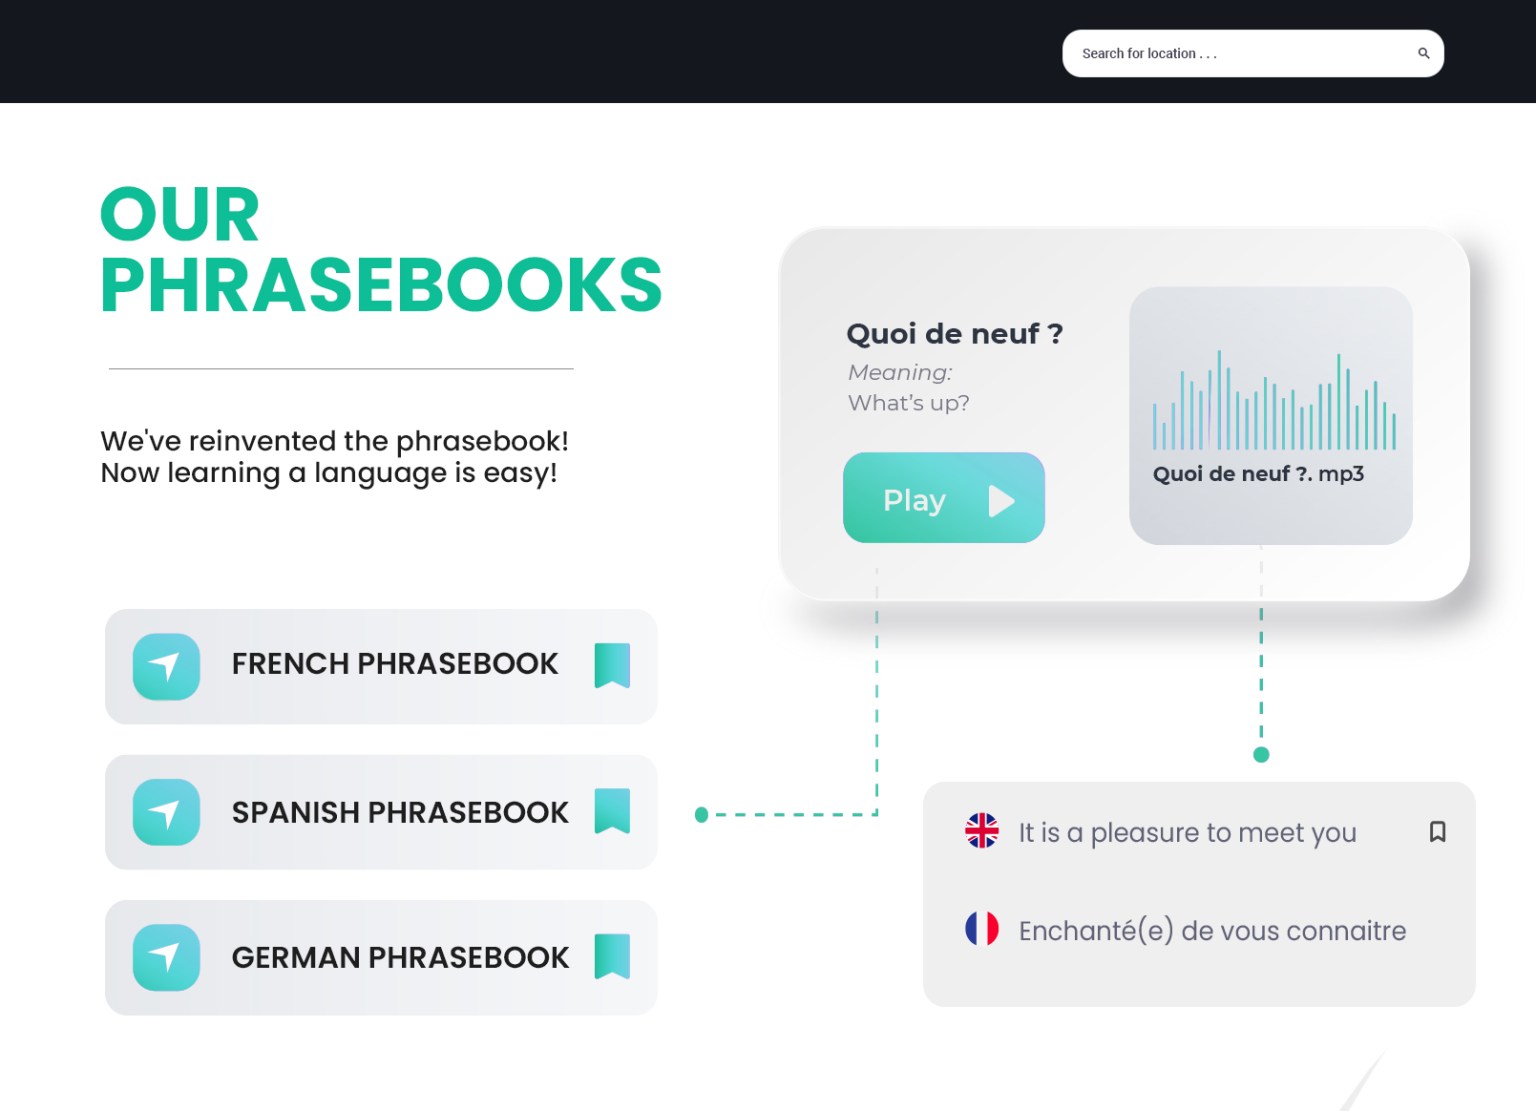 Search for location . . .
OUR
PHRASEBOOKS
We've reinvented the phrasebook!
Now learning a language is easy!
FRENCH PHRASEBOOK
SPANISH PHRASEBOOK
GERMAN PHRASEBOOK
Quoi de neuf ?
Meaning:
What's up?
Play
Quoi de neuf ?. mp3
It is a pleasure to meet you
Enchanté(e) de vous connaitre